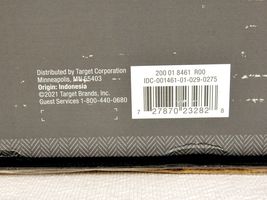 Distributed by Target Corporation
Minneapolis, MN 55403
Origin: Indonesia
©2021 Target Brands, Inc.
Guest Services 1-800-440-0680
200 01 8461 R00
IDC-001461-01-029-0275
7 27870 23282 8